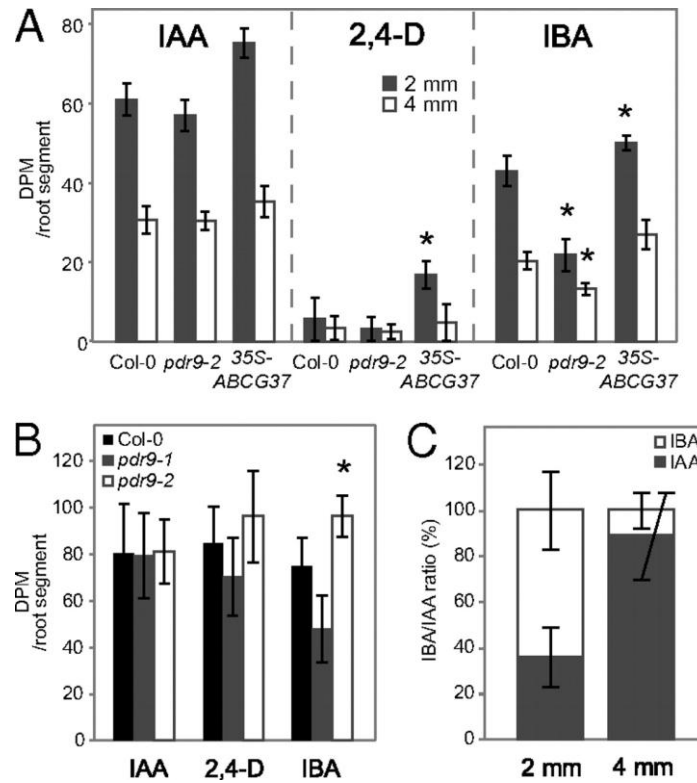 A
IAA
2,4-D
IBA
80
60
40
20
0
DPM
/root segment
2 mm
4 mm
*
*
*
*
Col-0
pdr9-2
35S-
ABCG37
Col-0
pdr9-2
35S-
ABCG37
Col-0
pdr9-2
35S-
ABCG37
B
Col-0
pdr9-1
pdr9-2
120
100
80
60
40
20
0
DPM
/root segment
*
IAA
2,4-D
IBA
C
IBA
IAA
120
100
80
60
40
20
0
IBA/IAA ratio (%)
2 mm
4 mm